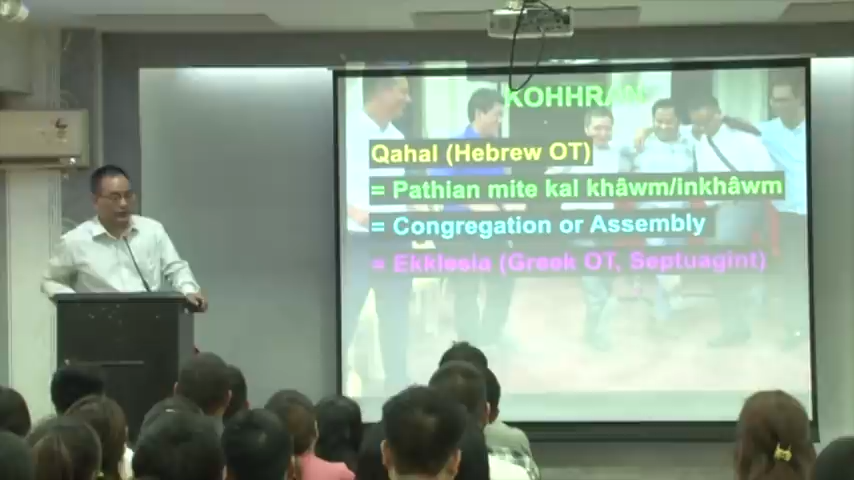 KOHHRAN
Qahal (Hebrew OT)
= Pathian mite kal khâwm/inkhâwm
= Congregation or Assembly
= Ekklesia (Greek OT, Septuagint)